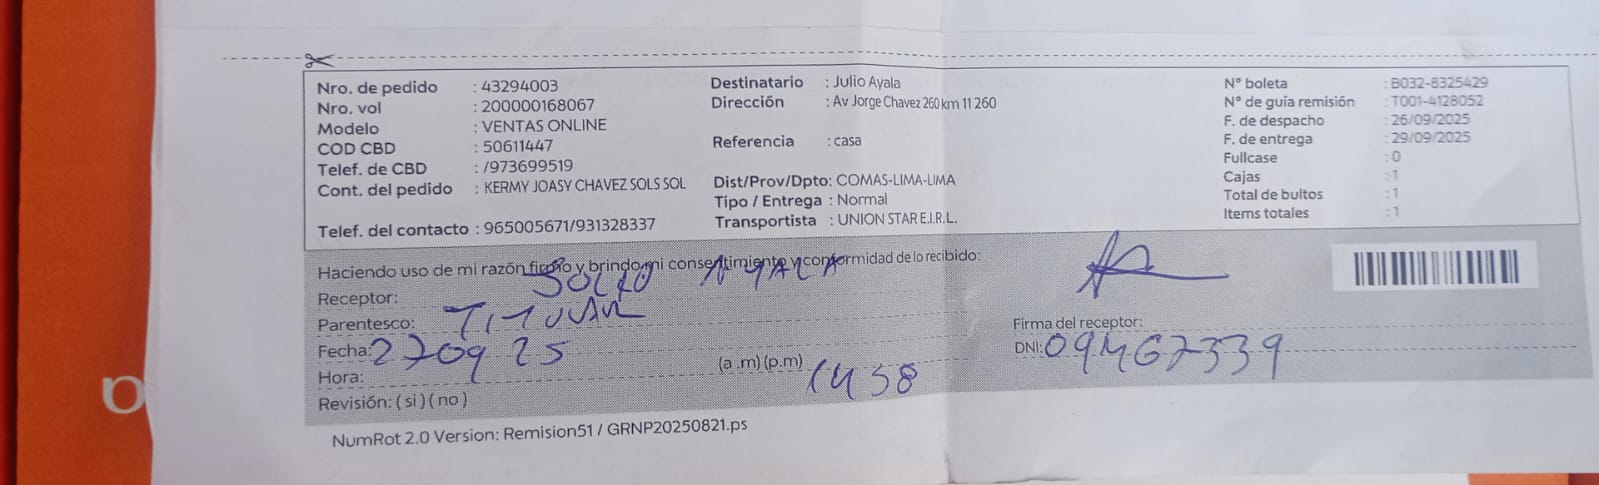 Nro. de pedido : 43294003
Nro. vol : 200000168067
Modelo : VENTAS ONLINE
COD CBD : 50611447
Telef. de CBD : /973699519
Cont. del pedido : KERMY JOASY CHAVEZ SOLS SOL
Telef. del contacto : 965005671/931328337
Destinatario : Julio Ayala
Dirección : Av Jorge Chavez 260 km 11 260
Referencia : casa
Dist/Prov/Dpto: COMAS-LIMA-LIMA
Tipo / Entrega : Normal
Transportista : UNION STAR E.I.R.L.
N° boleta : B032-8325429
N° de guía remisión : T001-4128052
F. de despacho : 26/09/2025
F. de entrega : 29/09/2025
Fullcase : 0
Cajas : 1
Total de bultos : 1
Items totales : 1
Haciendo uso de mi razón firmo y brindo mi consentimiento y conformidad de lo recibido:
Receptor: AYALA
Parentesco: TITULAR
Fecha: 270925
Hora: (a .m) (p.m) 1458
Revisión: ( si ) ( no )
Firma del receptor:
DNI: 09467339
NumRot 2.0 Version: Remision51 / GRNP20250821.ps